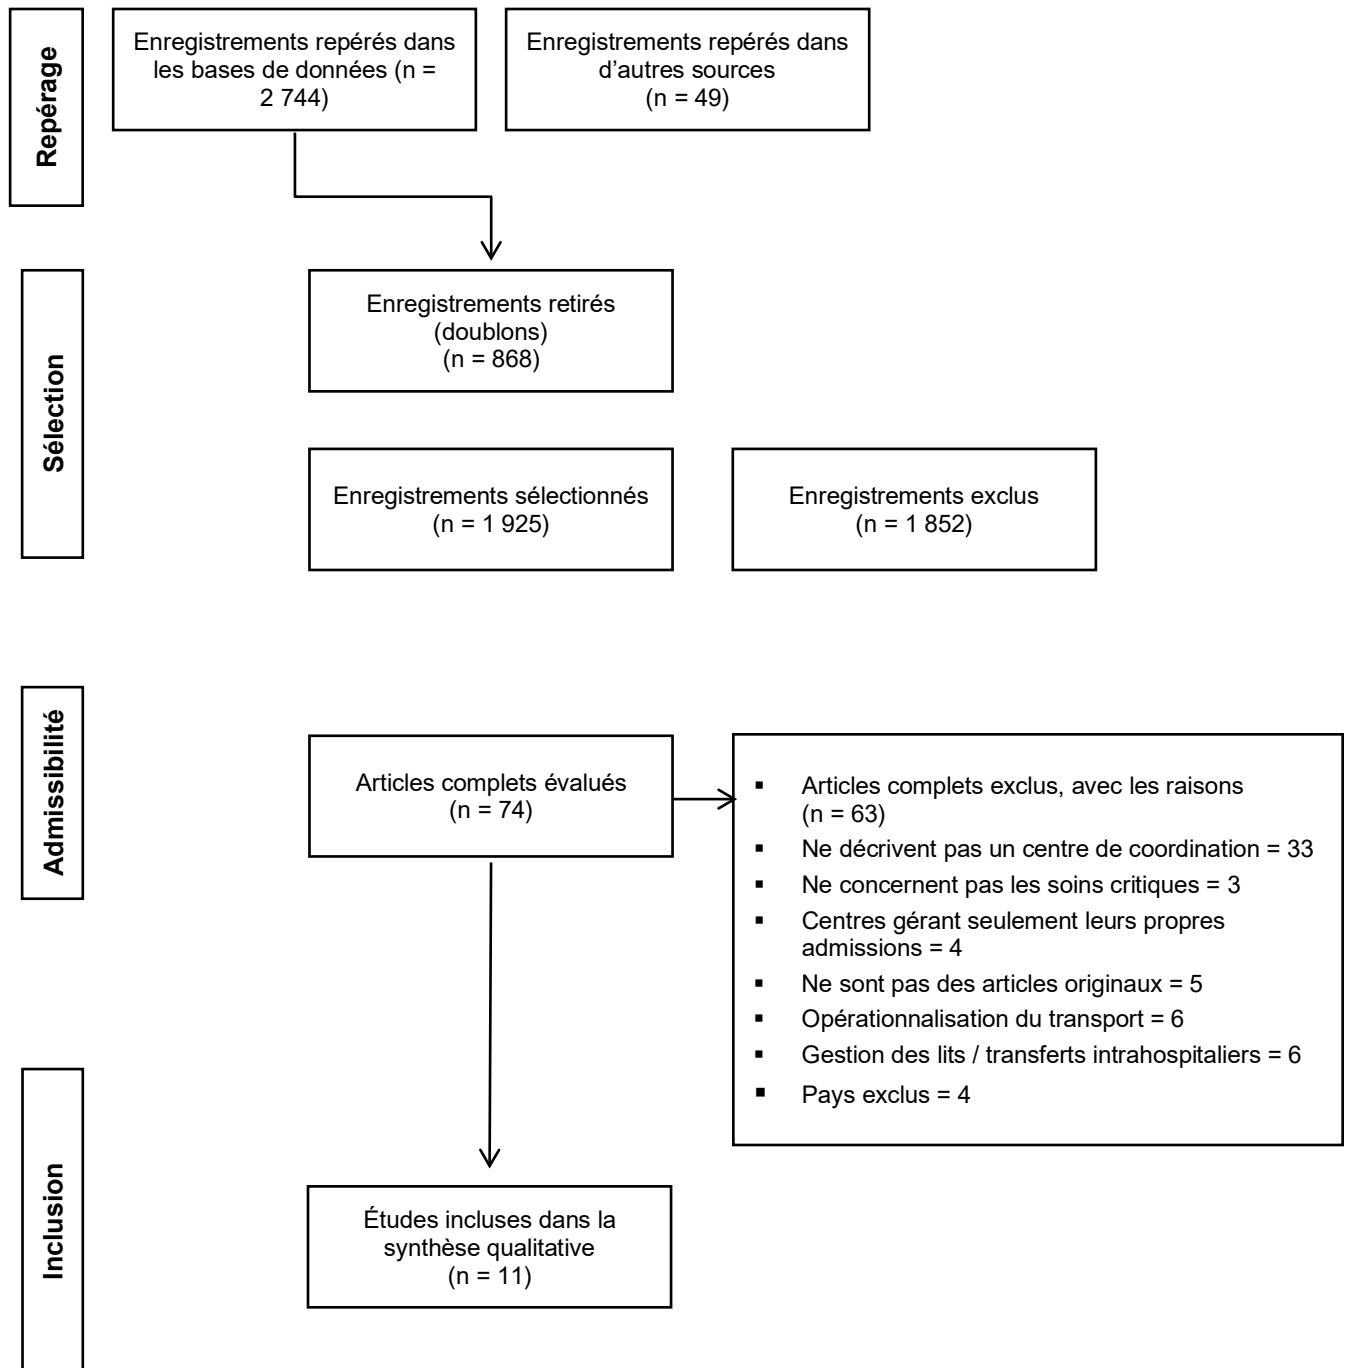 Repérage
Enregistrements repérés dans
les bases de données (n =
2 744)
Enregistrements repérés dans
d'autres sources
(n = 49)
Sélection
Enregistrements retirés
(doublons)
(n = 868)
Enregistrements sélectionnés
(n = 1 925)
Enregistrements exclus
(n = 1 852)
Admissibilité
Articles complets évalués
(n = 74)
▪ Articles complets exclus, avec les raisons
(n = 63)
▪ Ne décrivent pas un centre de coordination = 33
▪ Ne concernent pas les soins critiques = 3
▪ Centres gérant seulement leurs propres
admissions = 4
▪ Ne sont pas des articles originaux = 5
▪ Opérationnalisation du transport = 6
▪ Gestion des lits / transferts intrahospitaliers = 6
▪ Pays exclus = 4
Inclusion
Études incluses dans la
synthèse qualitative
(n = 11)